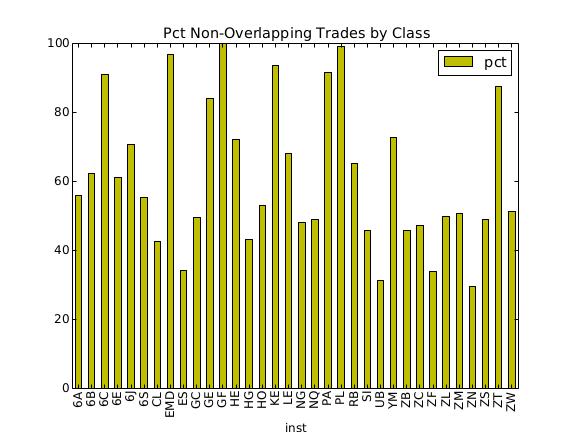 Pct Non-Overlapping Trades by Class
pct
100
80
60
40
20
0
6A 6B 6C 6E 6J 6S CL EMD ES GC GE GF HE HG HO KE LE NG NQ PA PL RB SI UB YM ZB ZC ZF ZL ZM ZN ZS ZT ZW
inst